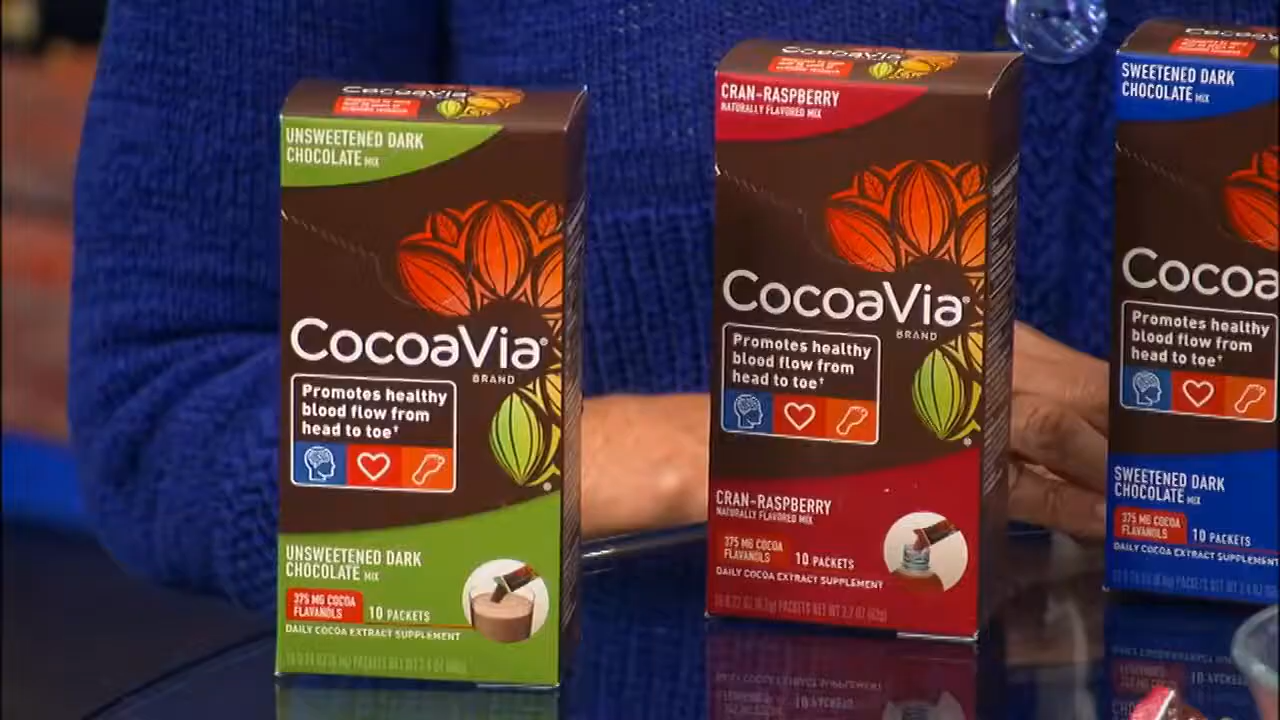 CocoaVia
UNSWEETENED DARK
CHOCOLATE MIX
CocoaVia®
BRAND
Promotes healthy
blood flow from
head to toe†
UNSWEETENED DARK
CHOCOLATE MIX
375 MG COCOA
FLAVANOLS
10 PACKETS
DAILY COCOA EXTRACT SUPPLEMENT
CocoaVia
CRAN-RASPBERRY
NATURALLY FLAVORED MIX
CocoaVia®
BRAND
Promotes healthy
blood flow from
head to toe†
CRAN-RASPBERRY
NATURALLY FLAVORED MIX
375 MG COCOA
FLAVANOLS
10 PACKETS
DAILY COCOA EXTRACT SUPPLEMENT
SWEETENED DARK
CHOCOLATE MIX
Cocoa
Promotes healthy
blood flow from
head to toe†
SWEETENED DARK
CHOCOLATE MIX
375 MG COCOA
FLAVANOLS
10 PACKETS
DAILY COCOA EXTRACT SUPPLEMENT